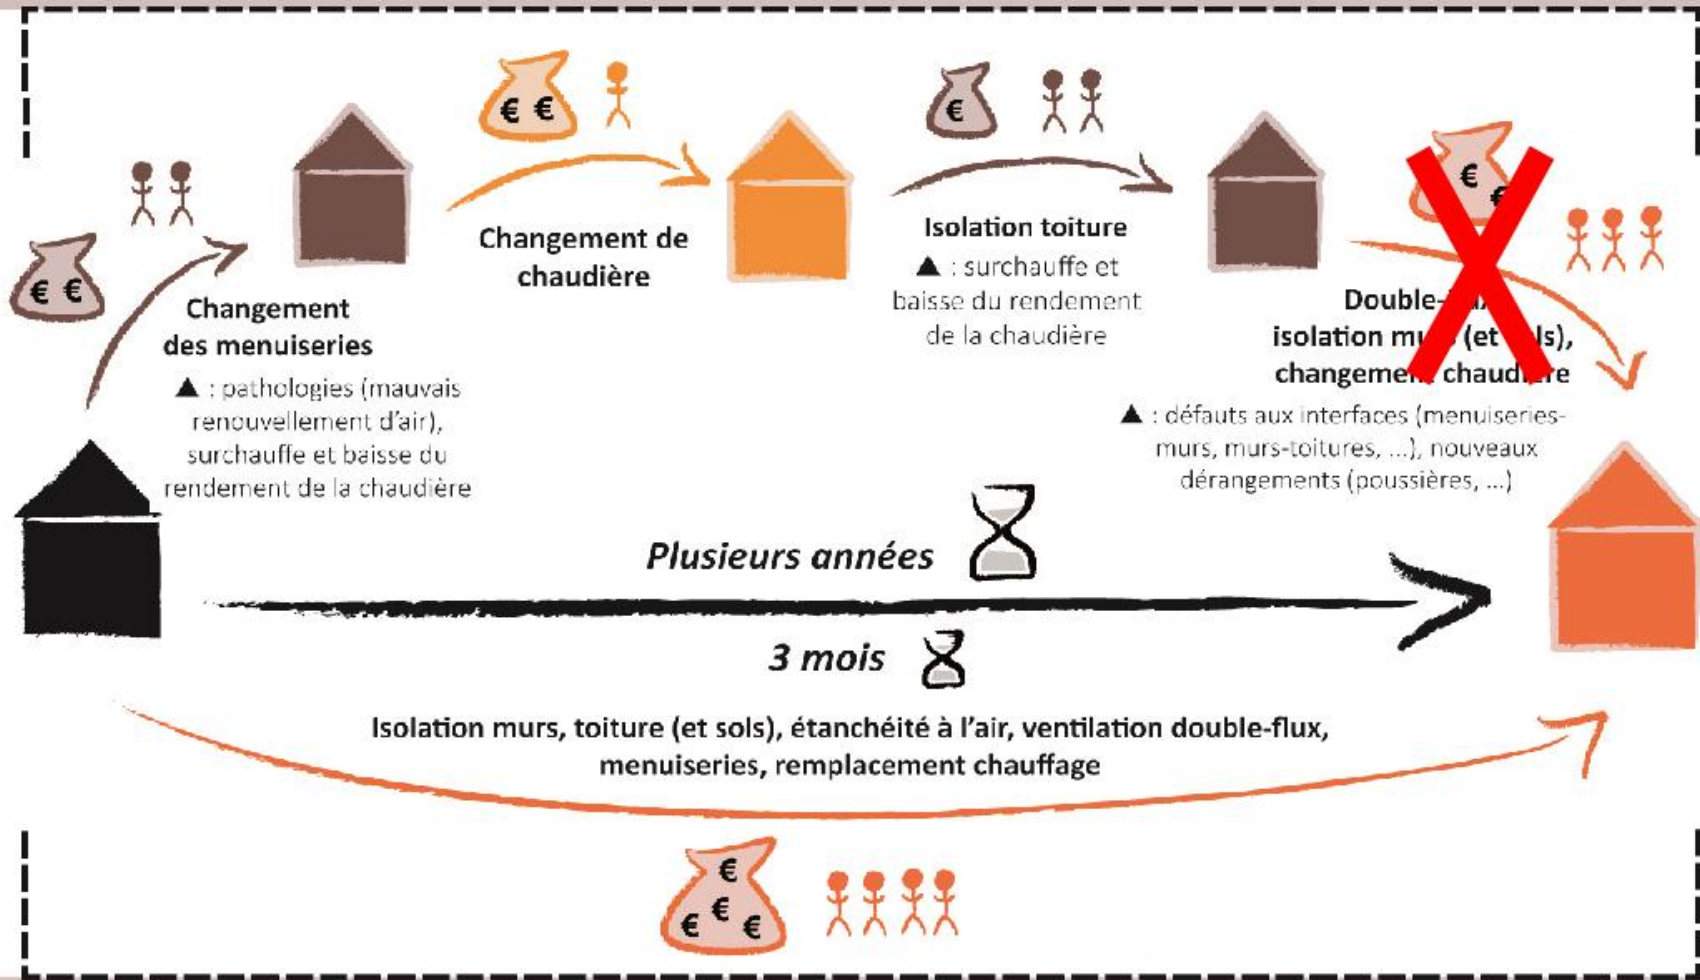 € €
Changement
des menuiseries
▲ : pathologies (mauvais
renouvellement d'air),
surchauffe et baisse du
rendement de la chaudière
€ €
Changement de
chaudière
€
Isolation toiture
▲ : surchauffe et
baisse du rendement
de la chaudière
€
€
isolation (et
changement chaudière
▲ : défauts aux interfaces (menuiseries-
murs, murs-toitures, ...), nouveaux
dérangements (poussières, ...)
Plusieurs années
3 mois
Isolation murs, toiture (et sols), étanchéité à l'air, ventilation double-flux,
menuiseries, remplacement chauffage
€
€
€ €